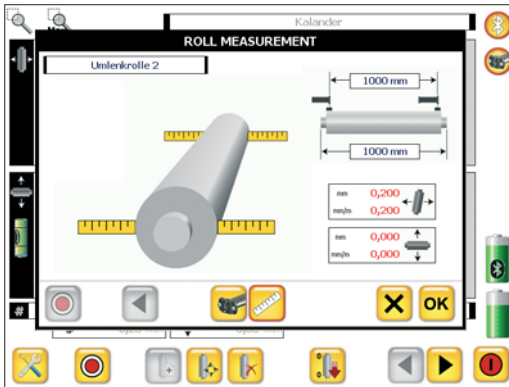 Kalander
ROLL MEASUREMENT
Umlenkrolle 2
1000 mm
1000 mm
mm 0,200
mm/m 0,200
mm 0,000
mm/m 0,000
OK
#